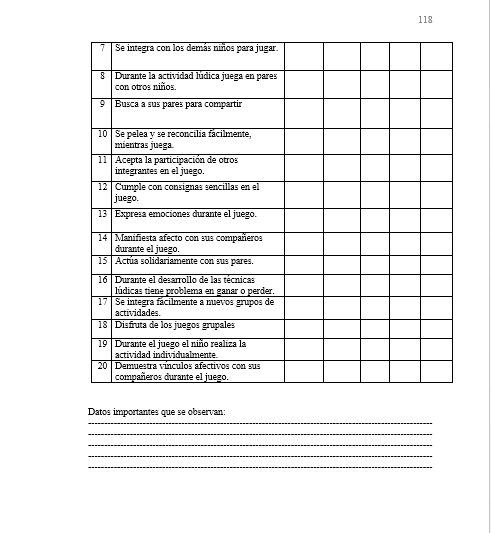 118
7 Se integra con los demás niños para jugar.
8 Durante la actividad lúdica juega en pares
con otros niños.
9 Busca a sus pares para compartir
10 Se pelea y se reconcilia fácilmente,
mientras juega.
11 Acepta la participación de otros
integrantes en el juego.
12 Cumple con consignas sencillas en el
juego.
13 Expresa emociones durante el juego.
14 Manifiesta afecto con sus compañeros
durante el juego.
15 Actúa solidariamente con sus pares.
16 Durante el desarrollo de las técnicas
lúdicas tiene problema en ganar o perder.
17 Se integra fácilmente a nuevos grupos de
actividades.
18 Disfruta de los juegos grupales
19 Durante el juego el niño realiza la
actividad individualmente.
20 Demuestra vínculos afectivos con sus
compañeros durante el juego.
Datos importantes que se observan: